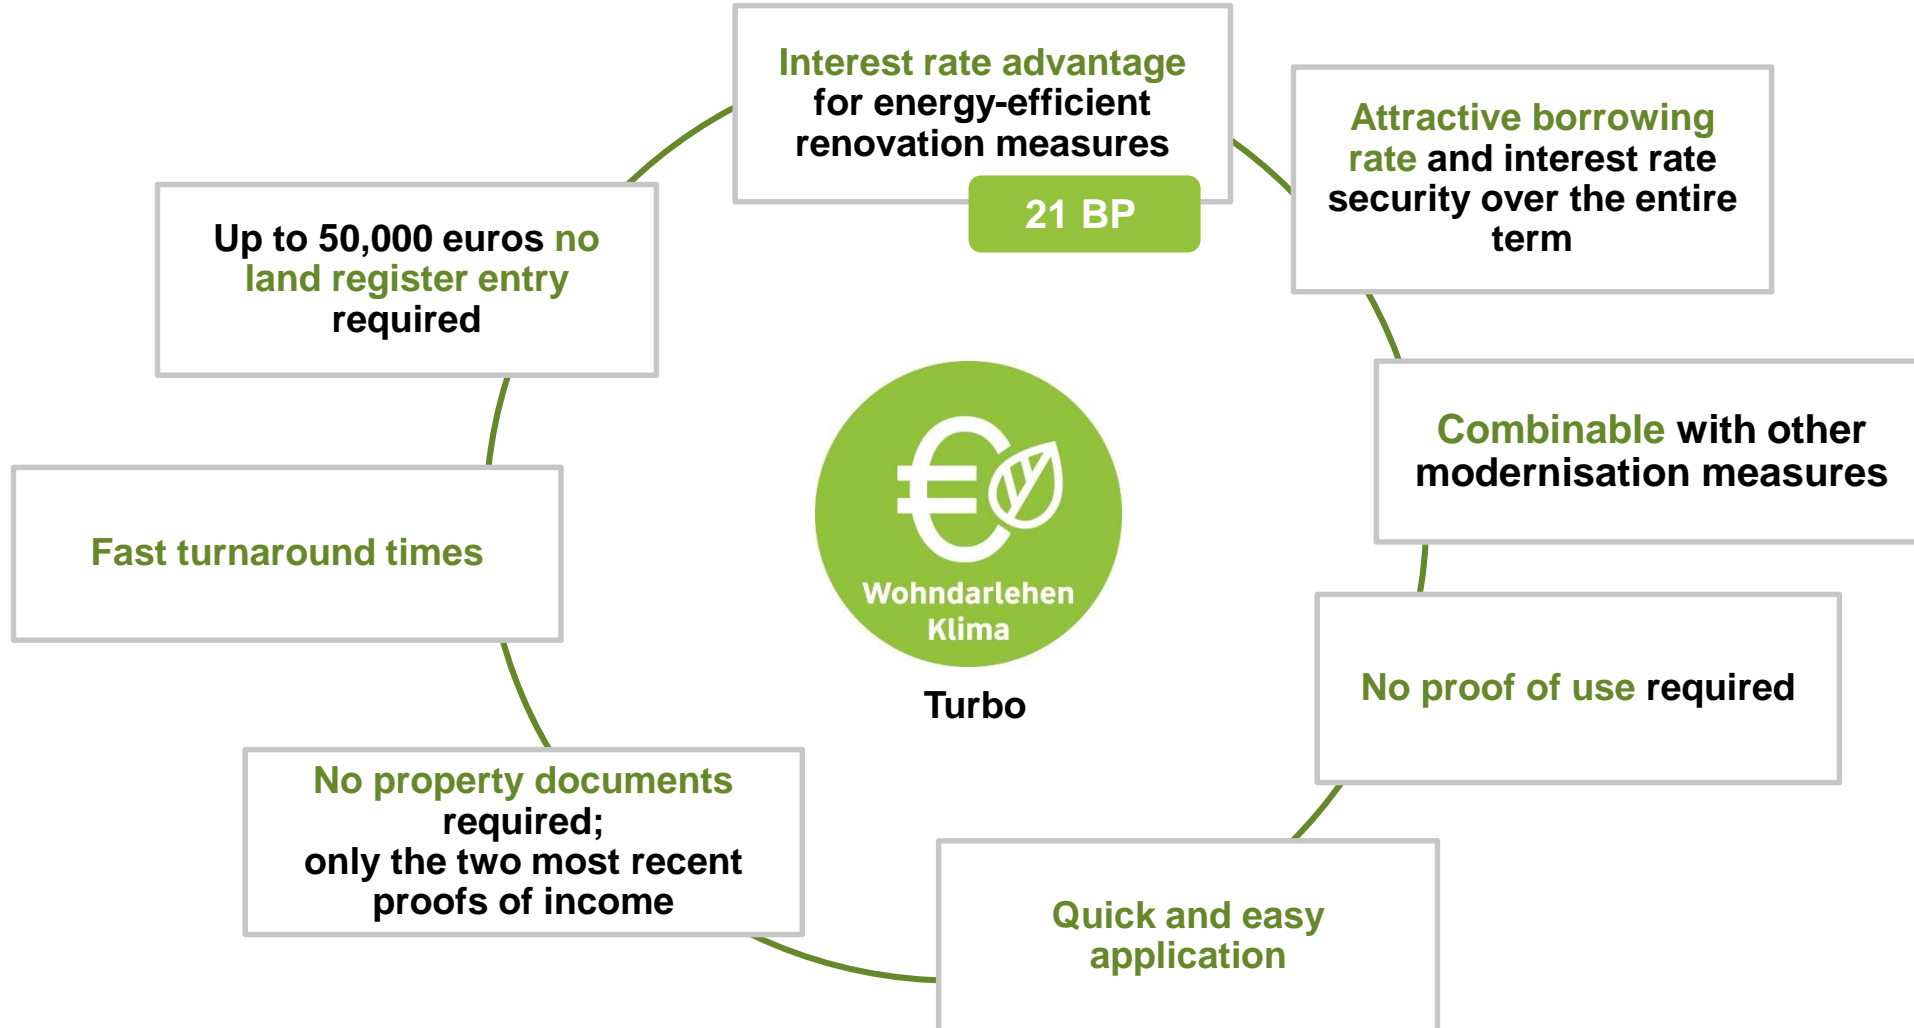 Interest rate advantage
for energy-efficient
renovation measures
21 BP
Attractive borrowing
rate and interest rate
security over the entire
term
Combinable with other
modernisation measures
No proof of use required
Quick and easy
application
No property documents
required;
only the two most recent
proofs of income
Fast turnaround times
Up to 50,000 euros no
land register entry
required
Wohndarlehen
Klima
Turbo